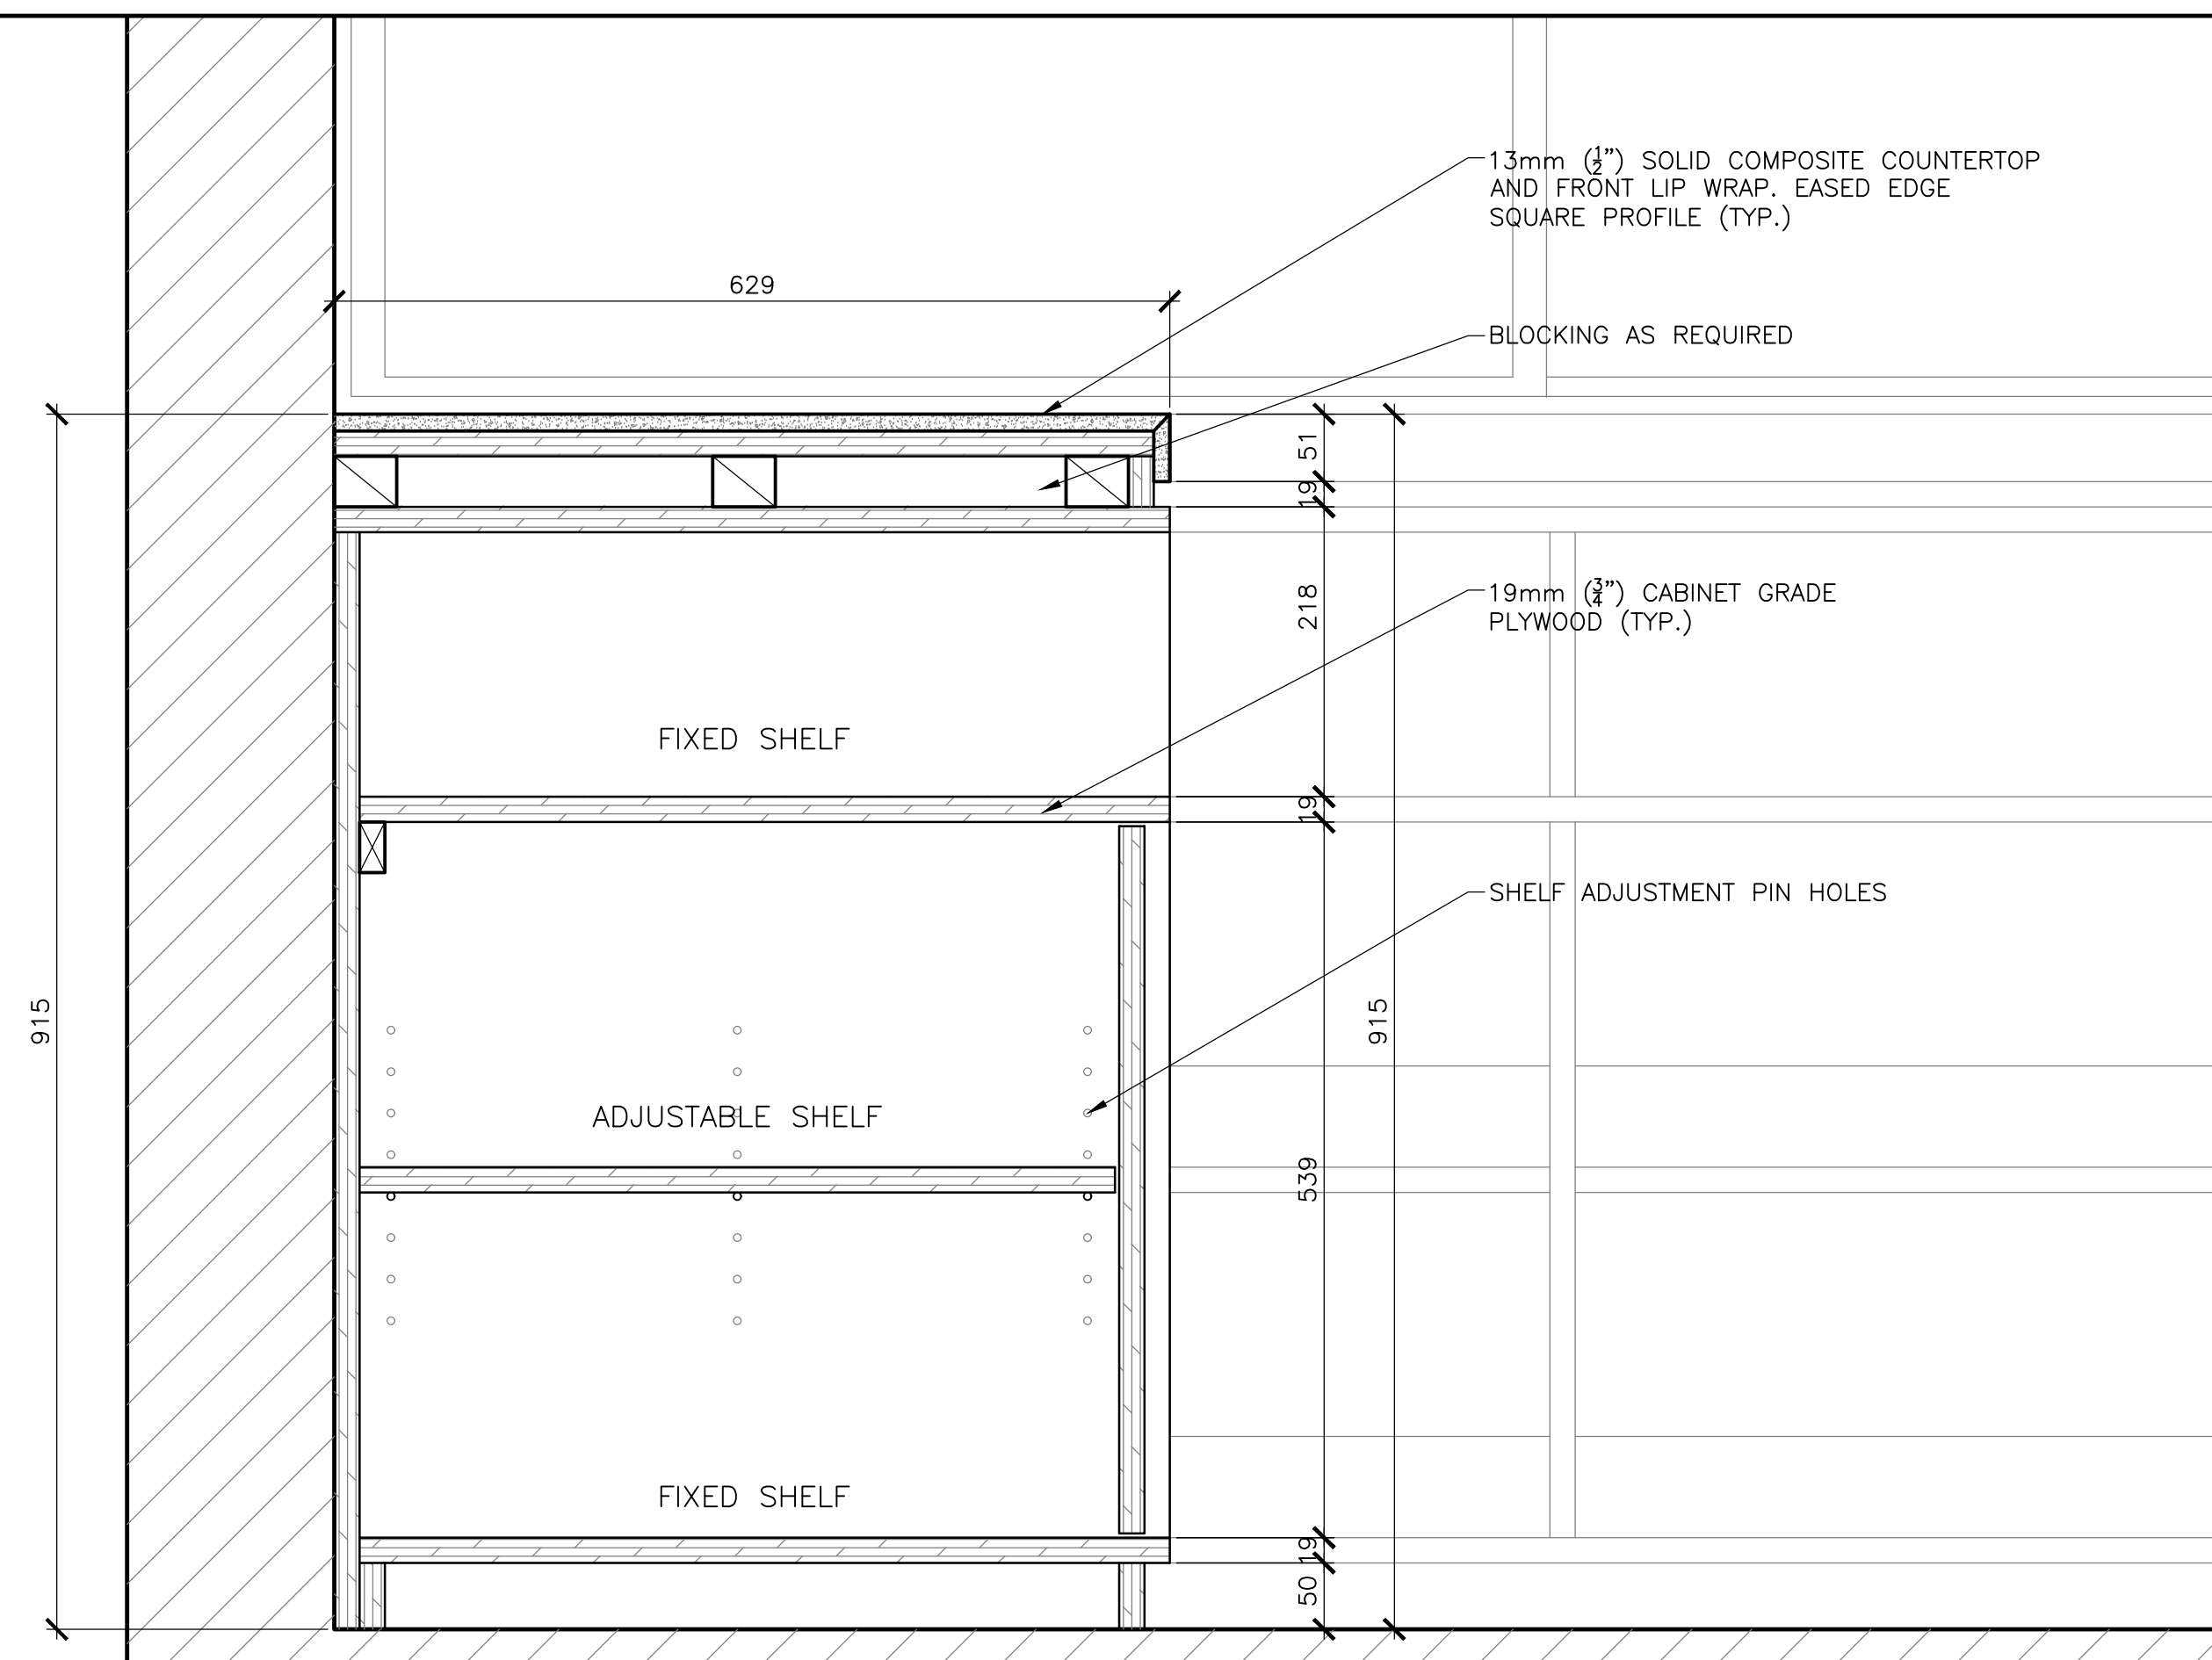 13mm (½") SOLID COMPOSITE COUNTERTOP
AND FRONT LIP WRAP. EASED EDGE
SQUARE PROFILE (TYP.)
629
BLOCKING AS REQUIRED
51
19
218
19mm (¾") CABINET GRADE
PLYWOOD (TYP.)
FIXED SHELF
19
SHELF ADJUSTMENT PIN HOLES
915
915
ADJUSTABLE SHELF
539
FIXED SHELF
19
50